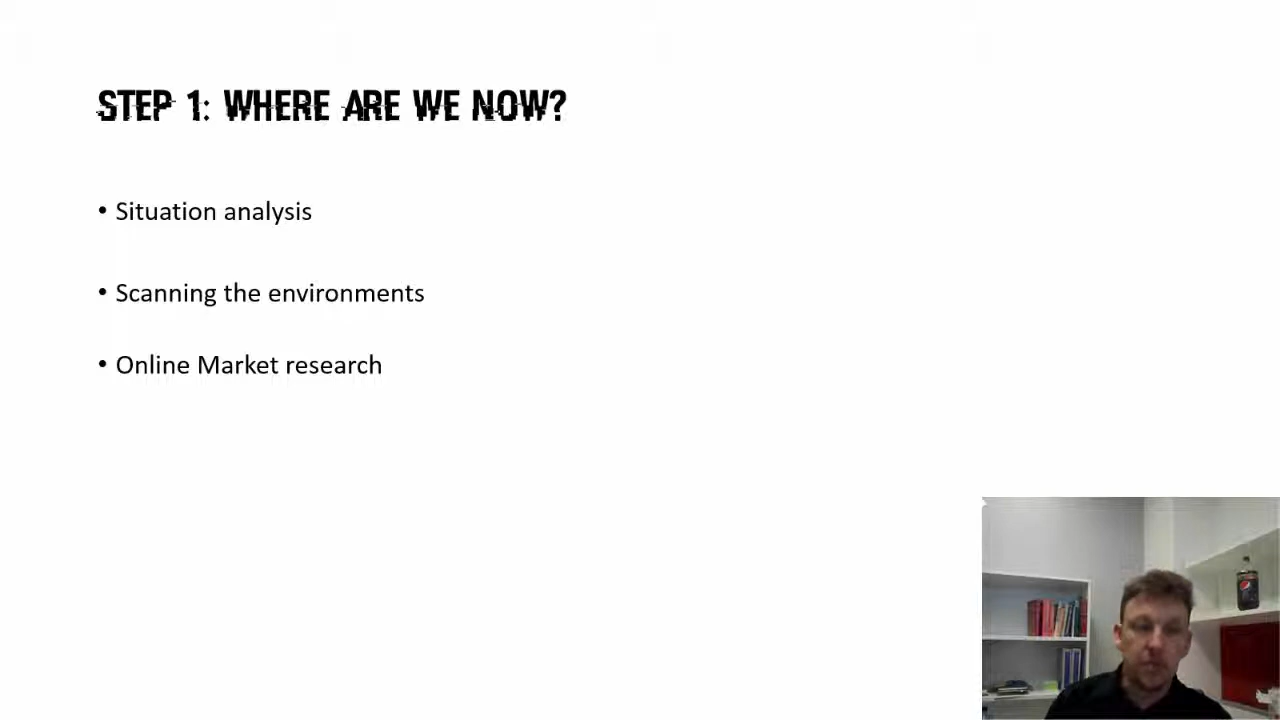 STEP 1: WHERE ARE WE NOW?
• Situation analysis
• Scanning the environments
• Online Market research